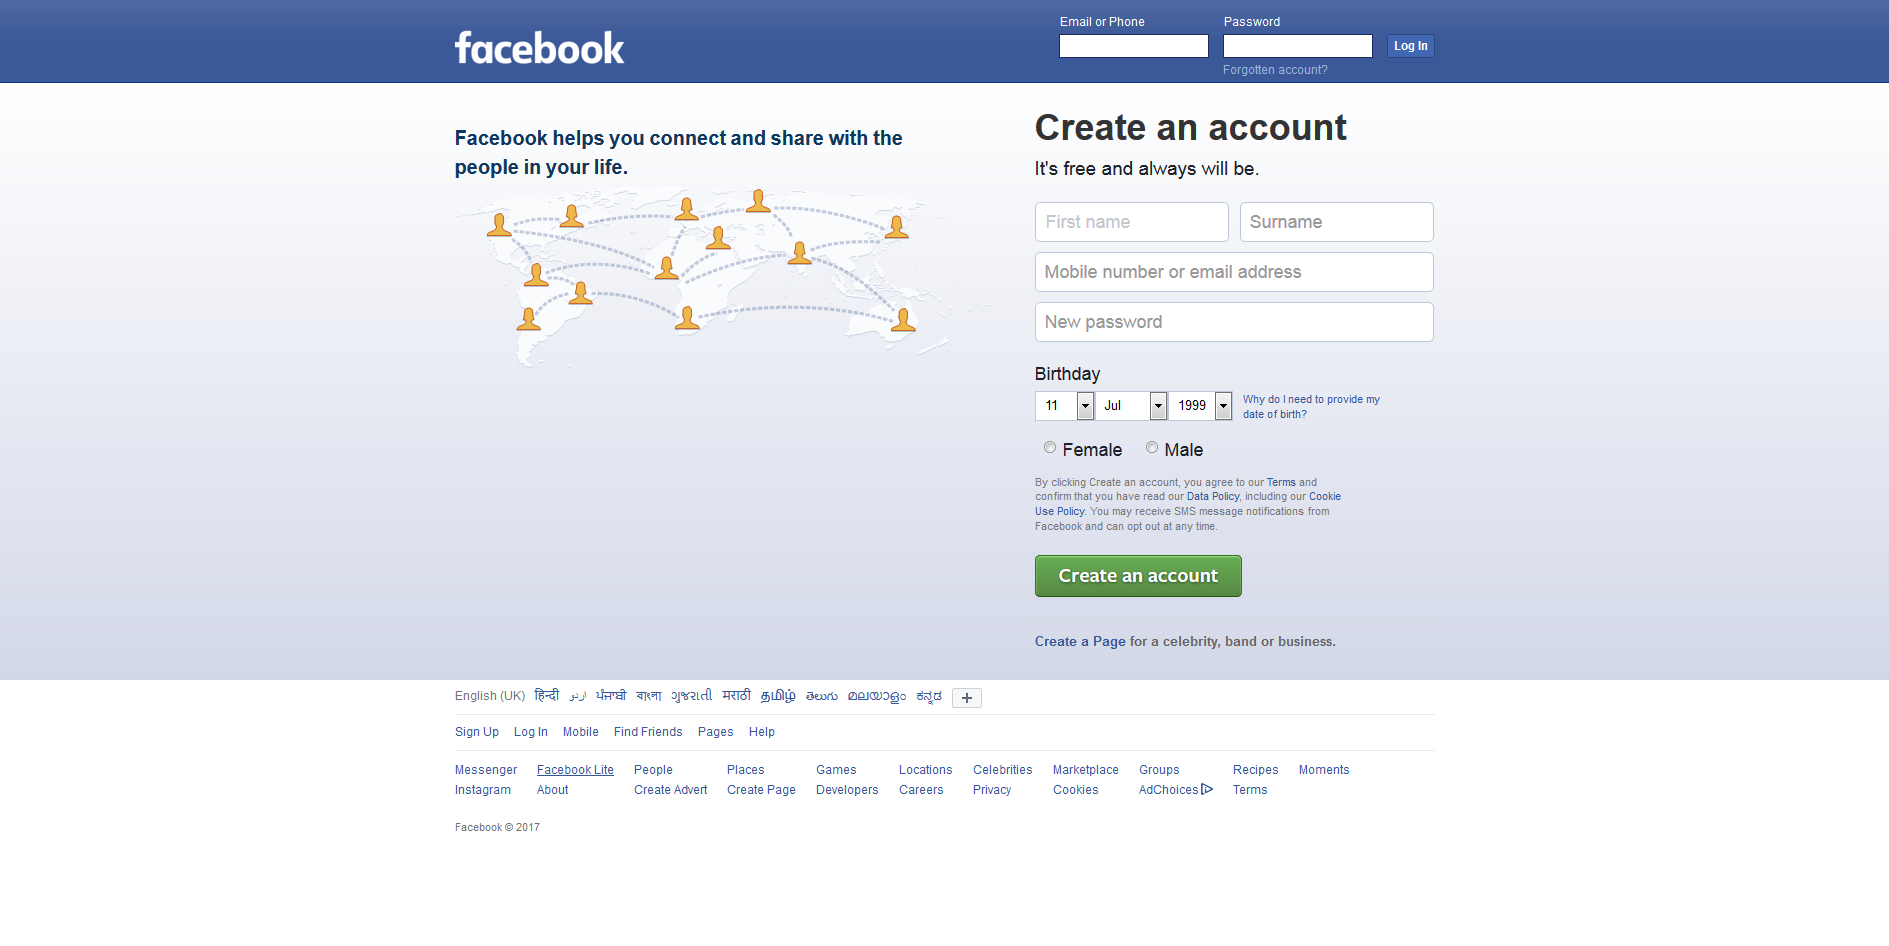 facebook
Email or Phone
Password
Log In
Forgotten account?
Facebook helps you connect and share with the
people in your life.
Create an account
It's free and always will be.
First name
Surname
Mobile number or email address
New password
Birthday
11 Jul 1999
Why do I need to provide my
date of birth?
Female Male
By clicking Create an account, you agree to our Terms and
confirm that you have read our Data Policy, including our Cookie
Use Policy. You may receive SMS message notifications from
Facebook and can opt out at any time.
Create an account
Create a Page for a celebrity, band or business.
English (UK) हिन्दी اردو ਪੰਜਾਬੀ বাংলা ગુજરાતી मराठी தமிழ் తెలుగు മലയാളം ಕನ್ನಡ +
Sign Up Log In Mobile Find Friends Pages Help
Messenger Facebook Lite People Places Games Locations Celebrities Marketplace Groups Recipes Moments
Instagram About Create Advert Create Page Developers Careers Privacy Cookies AdChoices Terms
Facebook © 2017